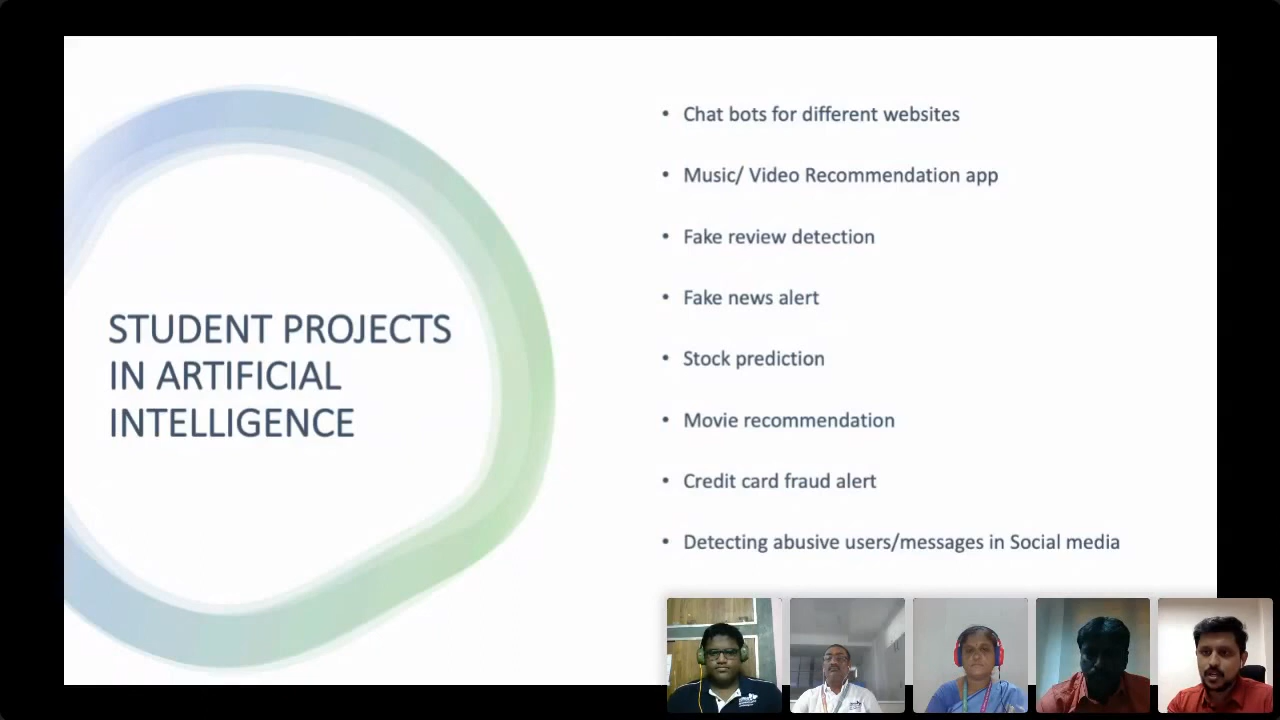 STUDENT PROJECTS
IN ARTIFICIAL
INTELLIGENCE
• Chat bots for different websites
• Music/ Video Recommendation app
• Fake review detection
• Fake news alert
• Stock prediction
• Movie recommendation
• Credit card fraud alert
• Detecting abusive users/messages in Social media